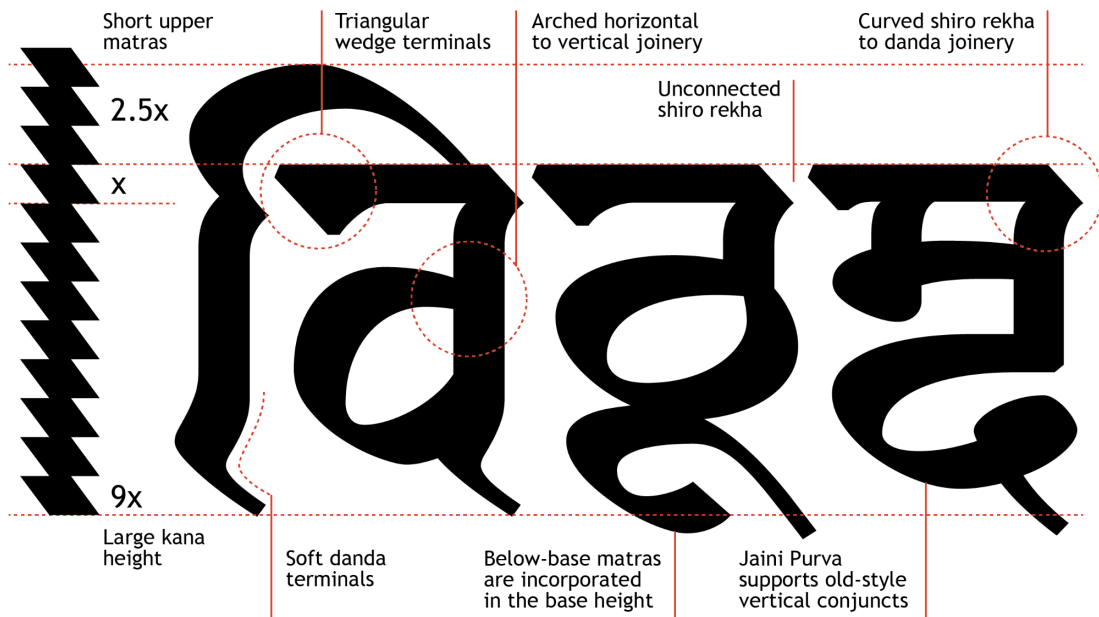 Short upper
matras
Triangular
wedge terminals
Arched horizontal
to vertical joinery
Curved shiro rekha
to danda joinery
Unconnected
shiro rekha
2.5x
x
9x
Large kana
height
Soft danda
terminals
Below-base matras
are incorporated
in the base height
Jaini Purva
supports old-style
vertical conjuncts